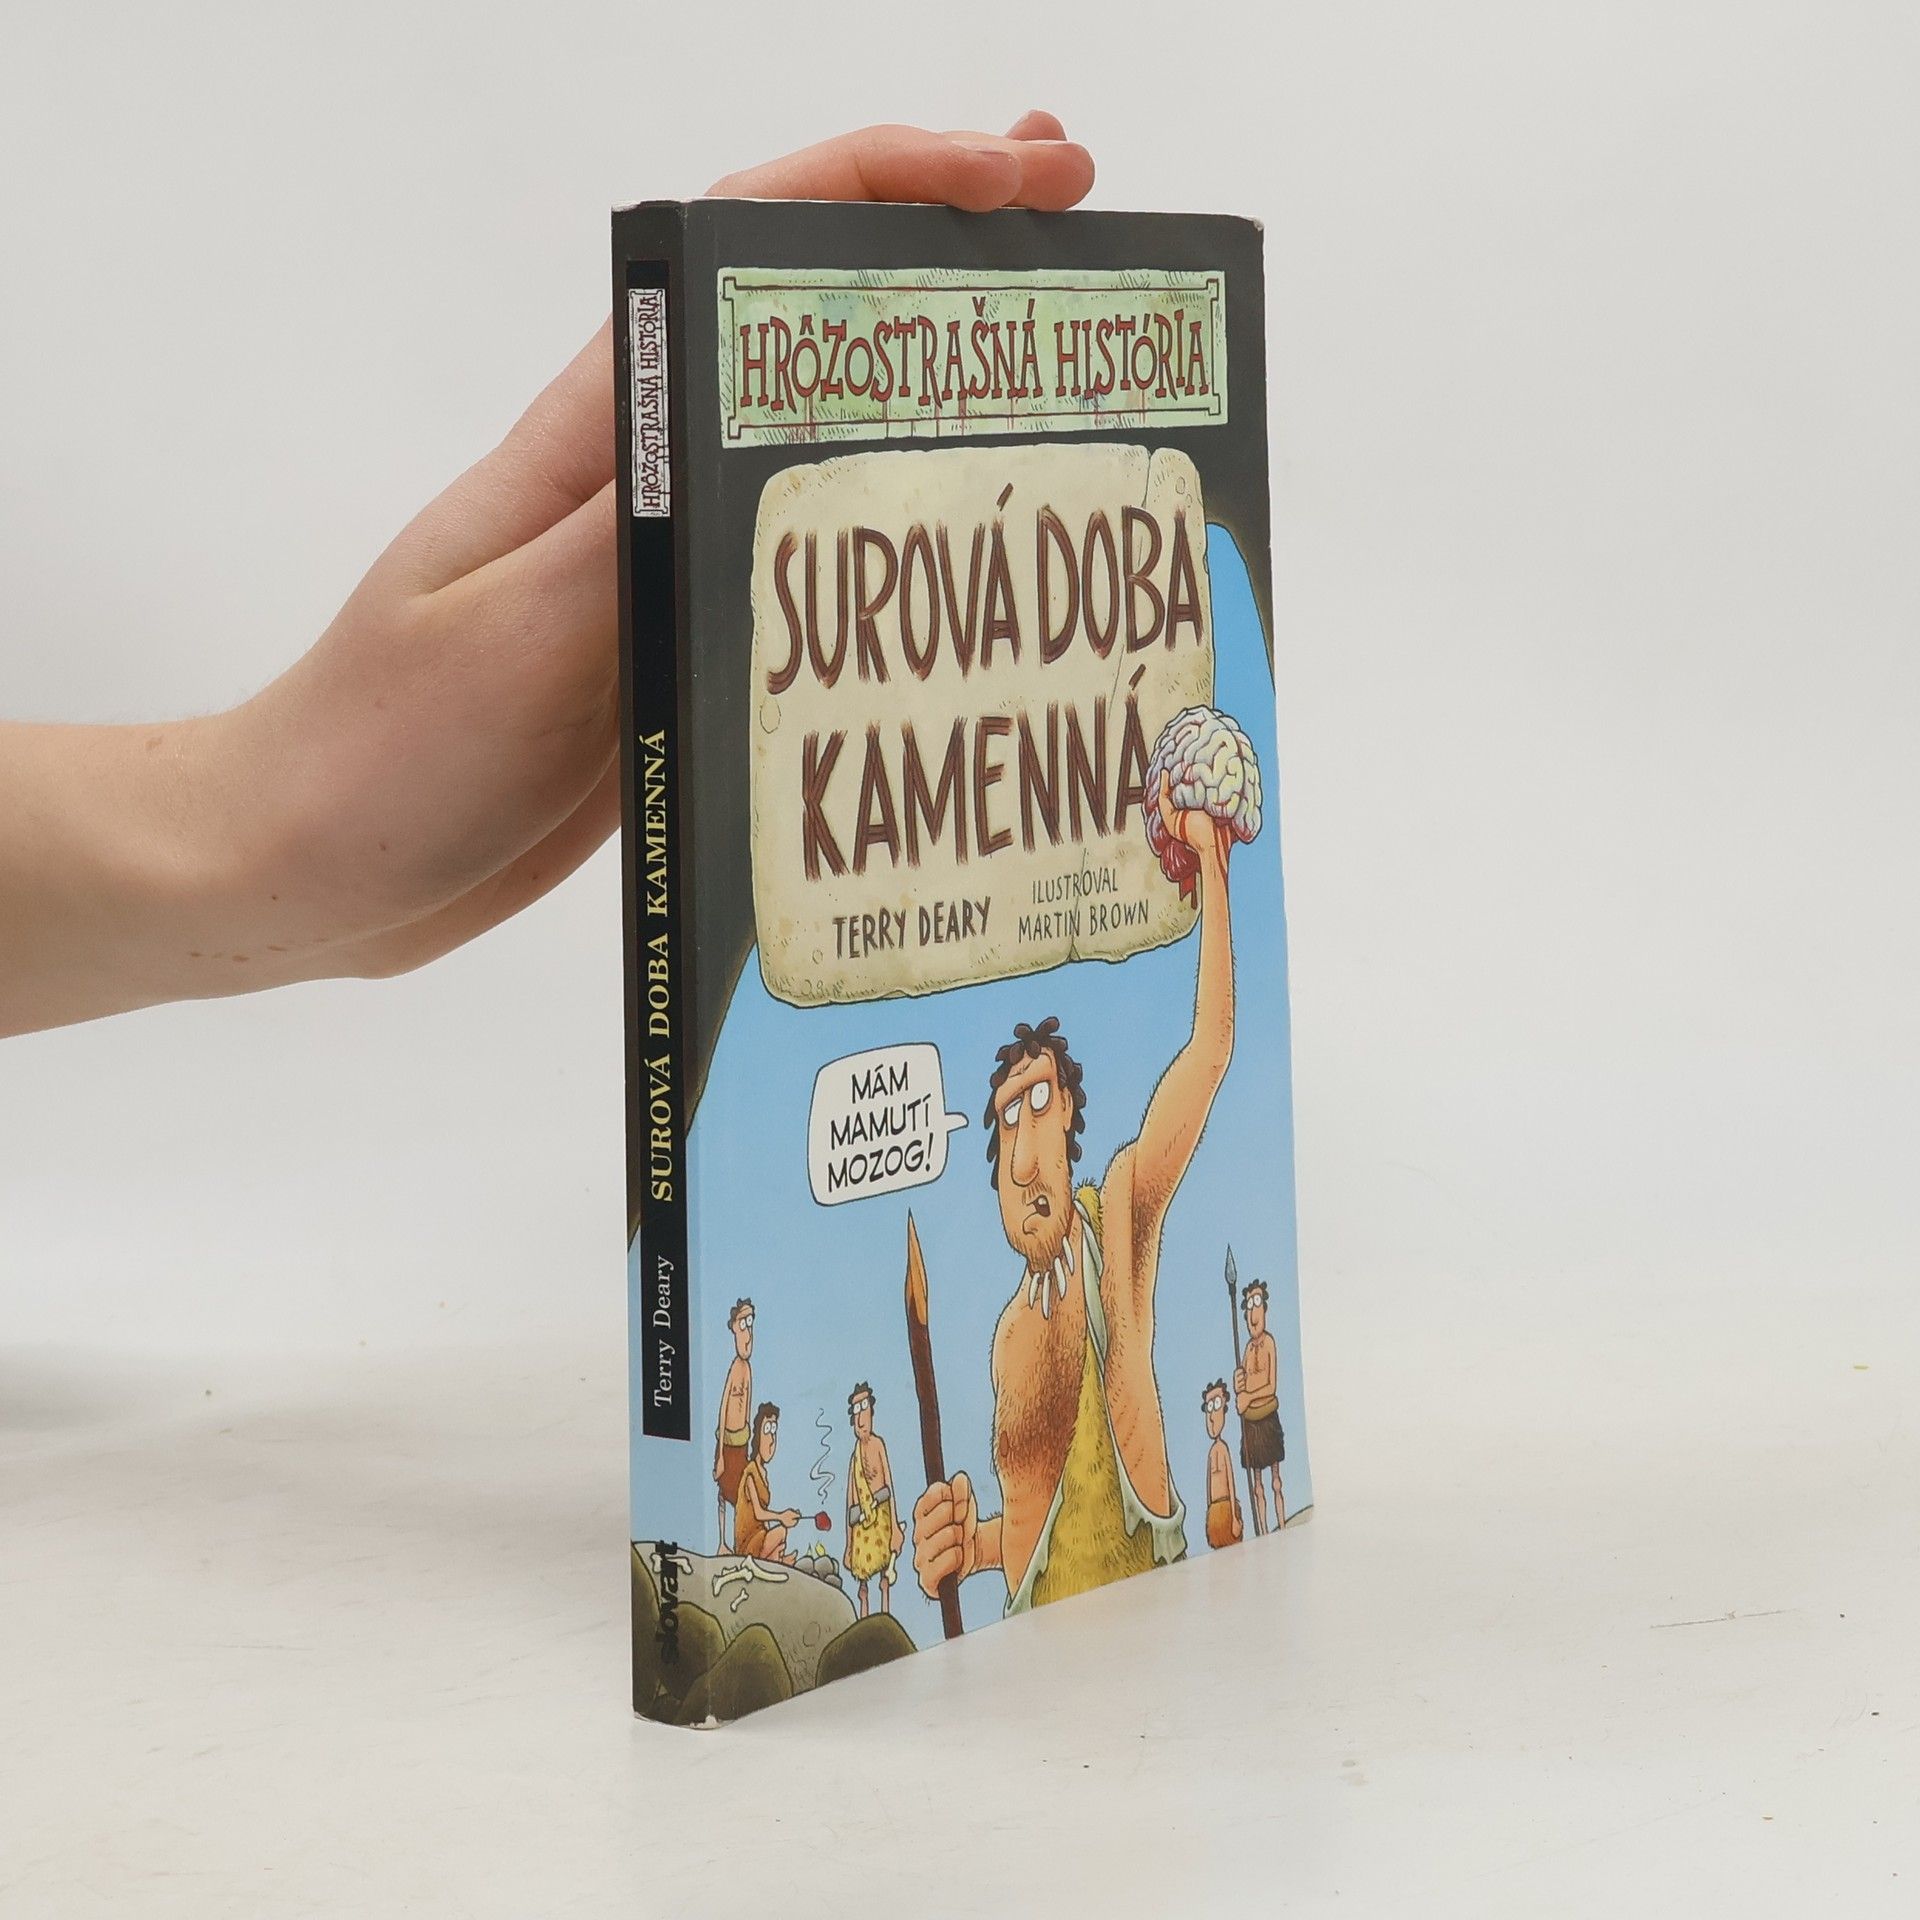 HRÔZOSTRAŠNÁ HISTÓRIA
SUROVÁ DOBA
KAMENNÁ
TERRY DEARY
ILUSTROVAL
MARTIN BROWN
MÁM
MAMUTÍ
MOZOG!
HRÔZOSTRAŠNÁ HISTÓRIA
Terry Deary SUROVÁ DOBA KAMENNÁ
slovart